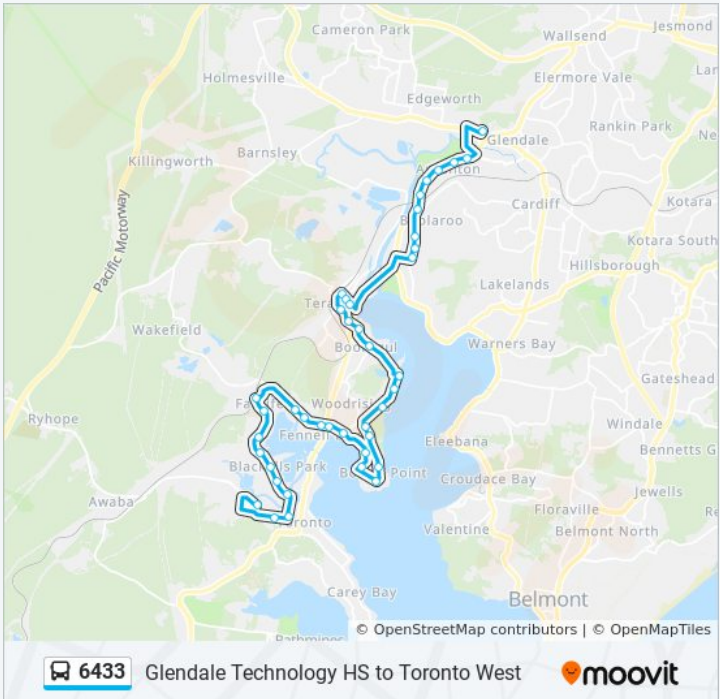 Cameron Park
Jesmond
Wallsend
Holmesville
Elermore Vale
Edgeworth
Rankin Park
Glendale
Barnsley
Killingworth
Cardiff
Kotara
Pacific Motorway
Kotara South
Hillsborough
Lakelands
Wakefield
Warners Bay
Gateshead
Ryhope
Woodrising
Windale
Eleebana
Bennetts G
Croudace Bay
Jewells
Awaba
Floraville
Valentine
Belmont North
Carey Bay
Belmont
© OpenStreetMap contributors | © OpenMapTiles
6433 Glendale Technology HS to Toronto West moovit